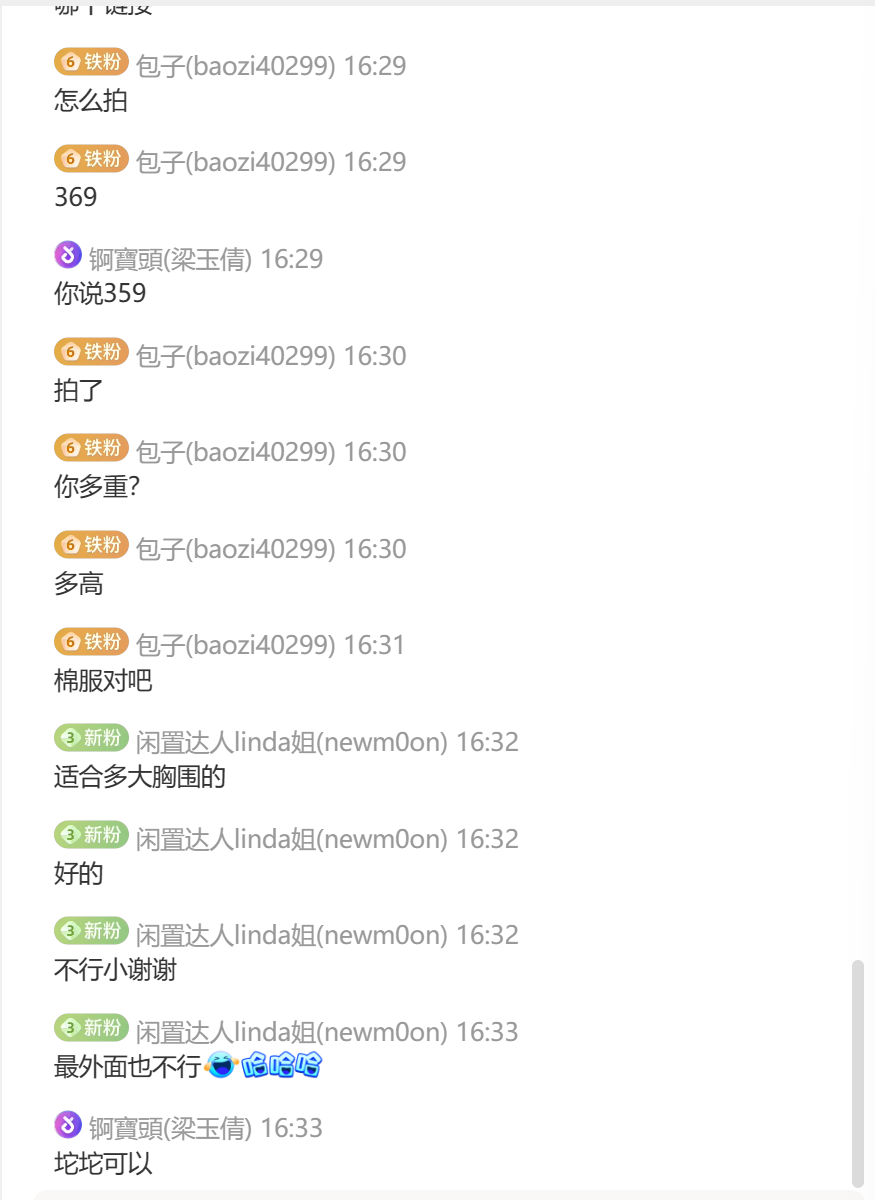 哪个链接
6 铁粉 包子(baozi40299) 16:29
怎么拍
6 铁粉 包子(baozi40299) 16:29
369
锕寶頭(梁玉倩) 16:29
你说359
6 铁粉 包子(baozi40299) 16:30
拍了
6 铁粉 包子(baozi40299) 16:30
你多重?
6 铁粉 包子(baozi40299) 16:30
多高
6 铁粉 包子(baozi40299) 16:31
棉服对吧
3 新粉 闲置达人linda姐(newm0on) 16:32
适合多大胸围的
3 新粉 闲置达人linda姐(newm0on) 16:32
好的
3 新粉 闲置达人linda姐(newm0on) 16:32
不行小谢谢
3 新粉 闲置达人linda姐(newm0on) 16:33
最外面也不行哈哈哈
锕寶頭(梁玉倩) 16:33
坨坨可以